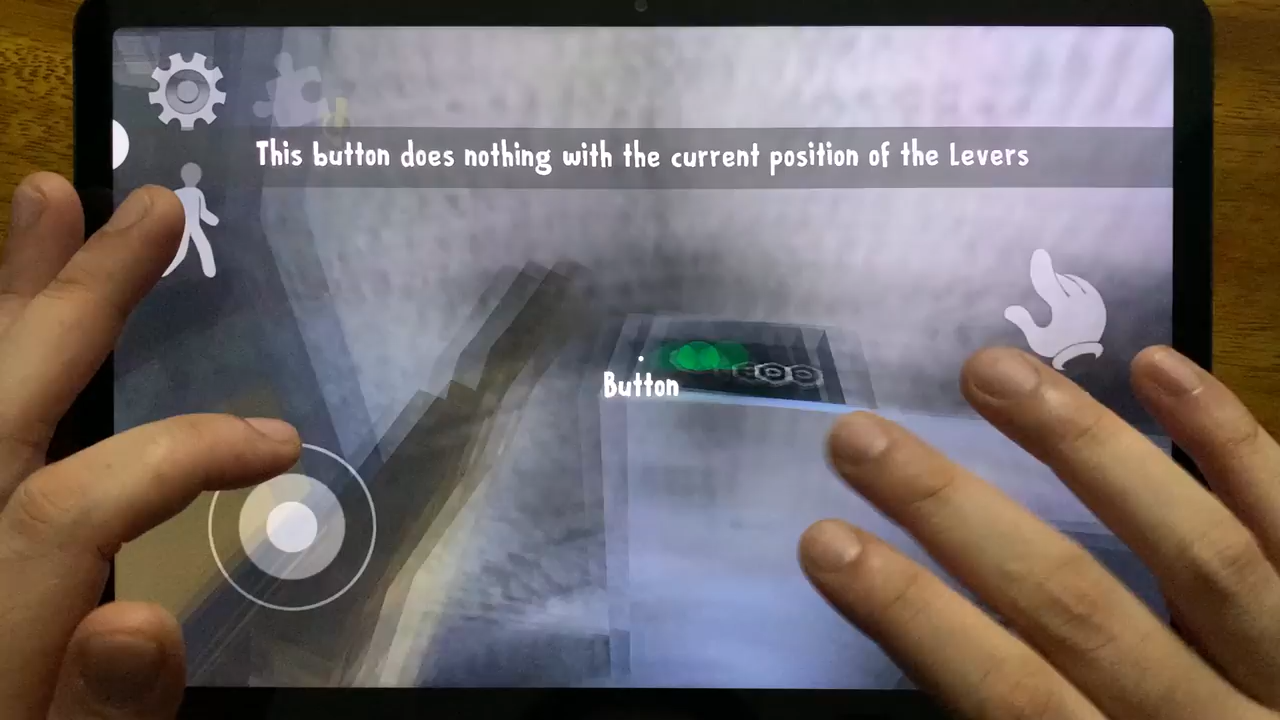 This button does nothing with the current position of the Levers
Button